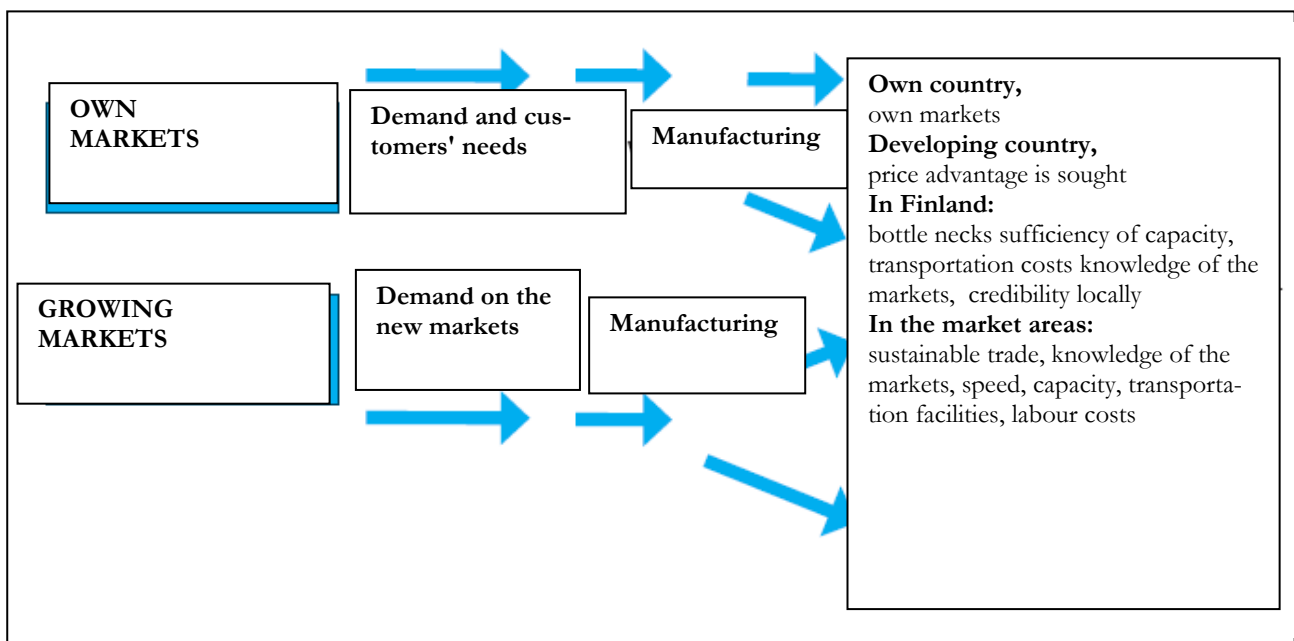 OWN
MARKETS
Demand and cus-
tomers' needs
Manufacturing
GROWING
MARKETS
Demand on the
new markets
Manufacturing
Own country,
own markets
Developing country,
price advantage is sought
In Finland:
bottle necks sufficiency of capacity,
transportation costs knowledge of the
markets, credibility locally
In the market areas:
sustainable trade, knowledge of the
markets, speed, capacity, transporta-
tion facilities, labour costs